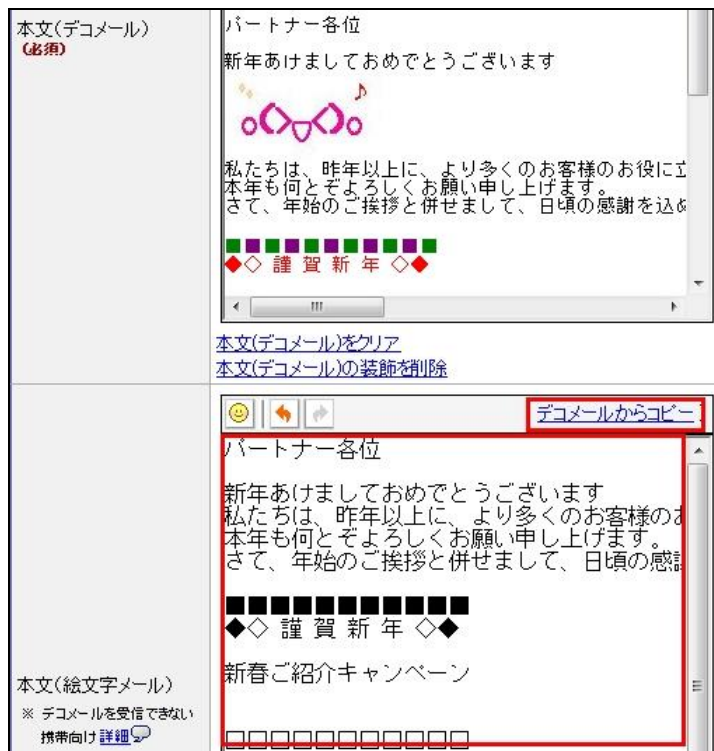 本文(デコメール)
(必須)
パートナー各位
新年あけましておめでとうございます
私たちは、昨年以上に、より多くのお客様のお役に立
本年も何とぞよろしくお願い申し上げます。
さて、年始のご挨拶と併せまして、日頃の感謝を込め
■■■■■■■■■■■
◆◇ 謹 賀 新 年 ◇◆
本文(デコメール)をクリア
本文(デコメール)の装飾を削除
デコメールからコピー
パートナー各位
新年あけましておめでとうございます
私たちは、昨年以上に、より多くのお客様のお
本年も何とぞよろしくお願い申し上げます。
さて、年始のご挨拶と併せまして、日頃の感謝
■■■■■■■■■■■
◆◇ 謹 賀 新 年 ◇◆
新春ご紹介キャンペーン
□□□□□□□□□□□
本文(絵文字メール)
※ デコメールを受信できない
携帯向け詳細